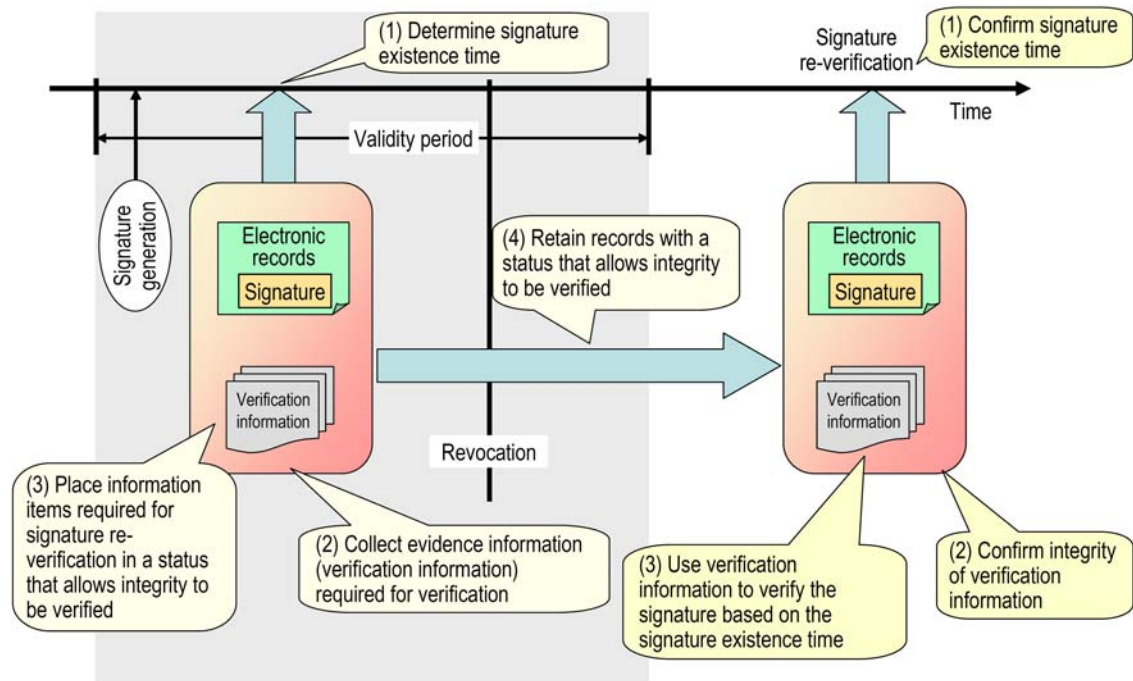 (1) Determine signature
existence time
Signature
re-verification
(1) Confirm signature
existence time
Time
Validity period
Signature
generation
Electronic
records
Signature
Verification
information
(4) Retain records with a
status that allows integrity
to be verified
Electronic
records
Signature
Verification
information
Revocation
(3) Place information
items required for
signature re-
verification in a status
that allows integrity to
be verified
(2) Collect evidence information
(verification information)
required for verification
(3) Use verification
information to verify the
signature based on the
signature existence time
(2) Confirm integrity
of verification
information